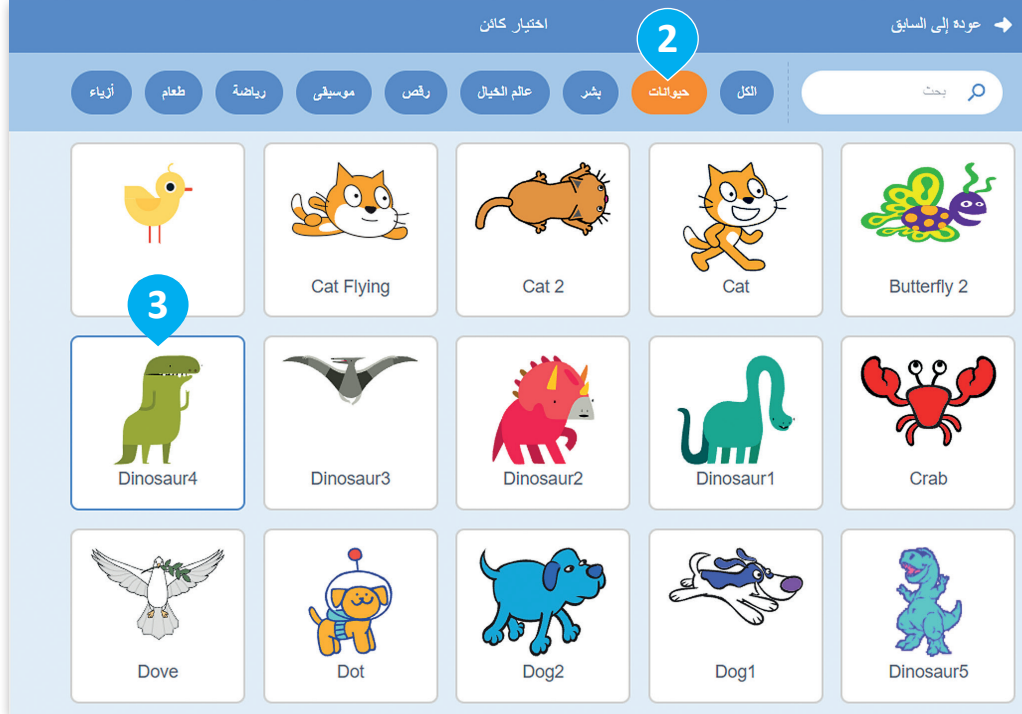 عودة إلى السابق
اختيار كائن
2
بحث
الكل
حيوانات
بشر
عالم الخيال
رقص
موسيقى
رياضة
طعام
أزياء
Butterfly 2
Cat
Cat 2
Cat Flying
3
Crab
Dinosaur1
Dinosaur2
Dinosaur3
Dinosaur4
Dinosaur5
Dog1
Dog2
Dot
Dove